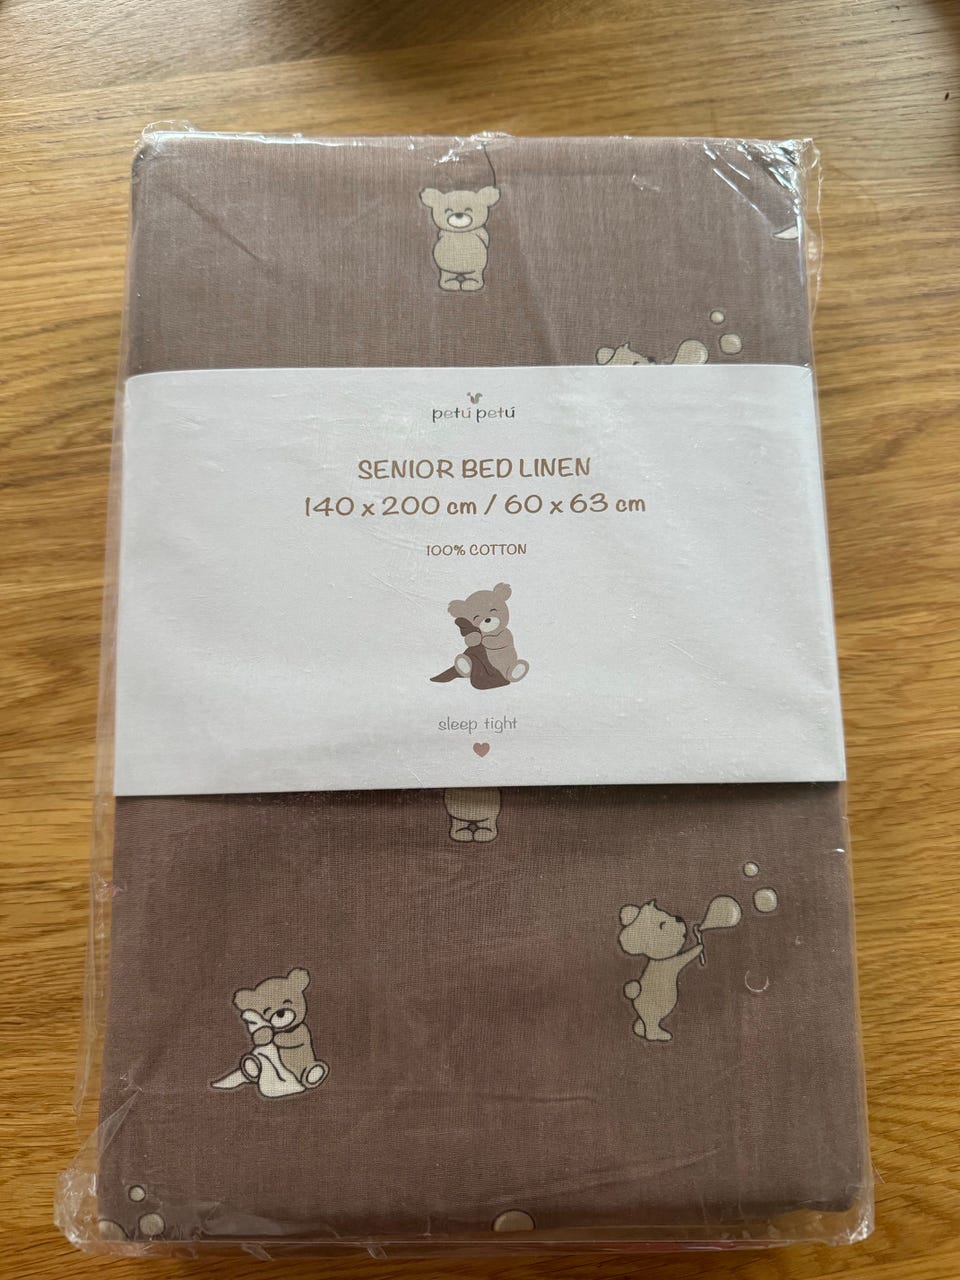 petú petú
SENIOR BED LINEN
140 x 200 cm / 60 x 63 cm
100% COTTON
sleep tight